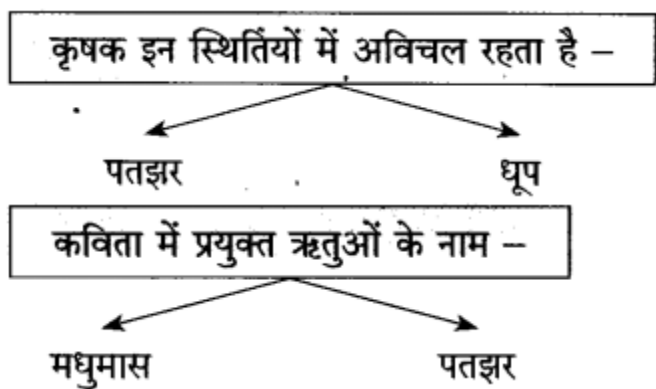 कृषक इन स्थितियों में अविचल रहता है –
पतझर धूप
कविता में प्रयुक्त ऋतुओं के नाम –
मधुमास पतझर